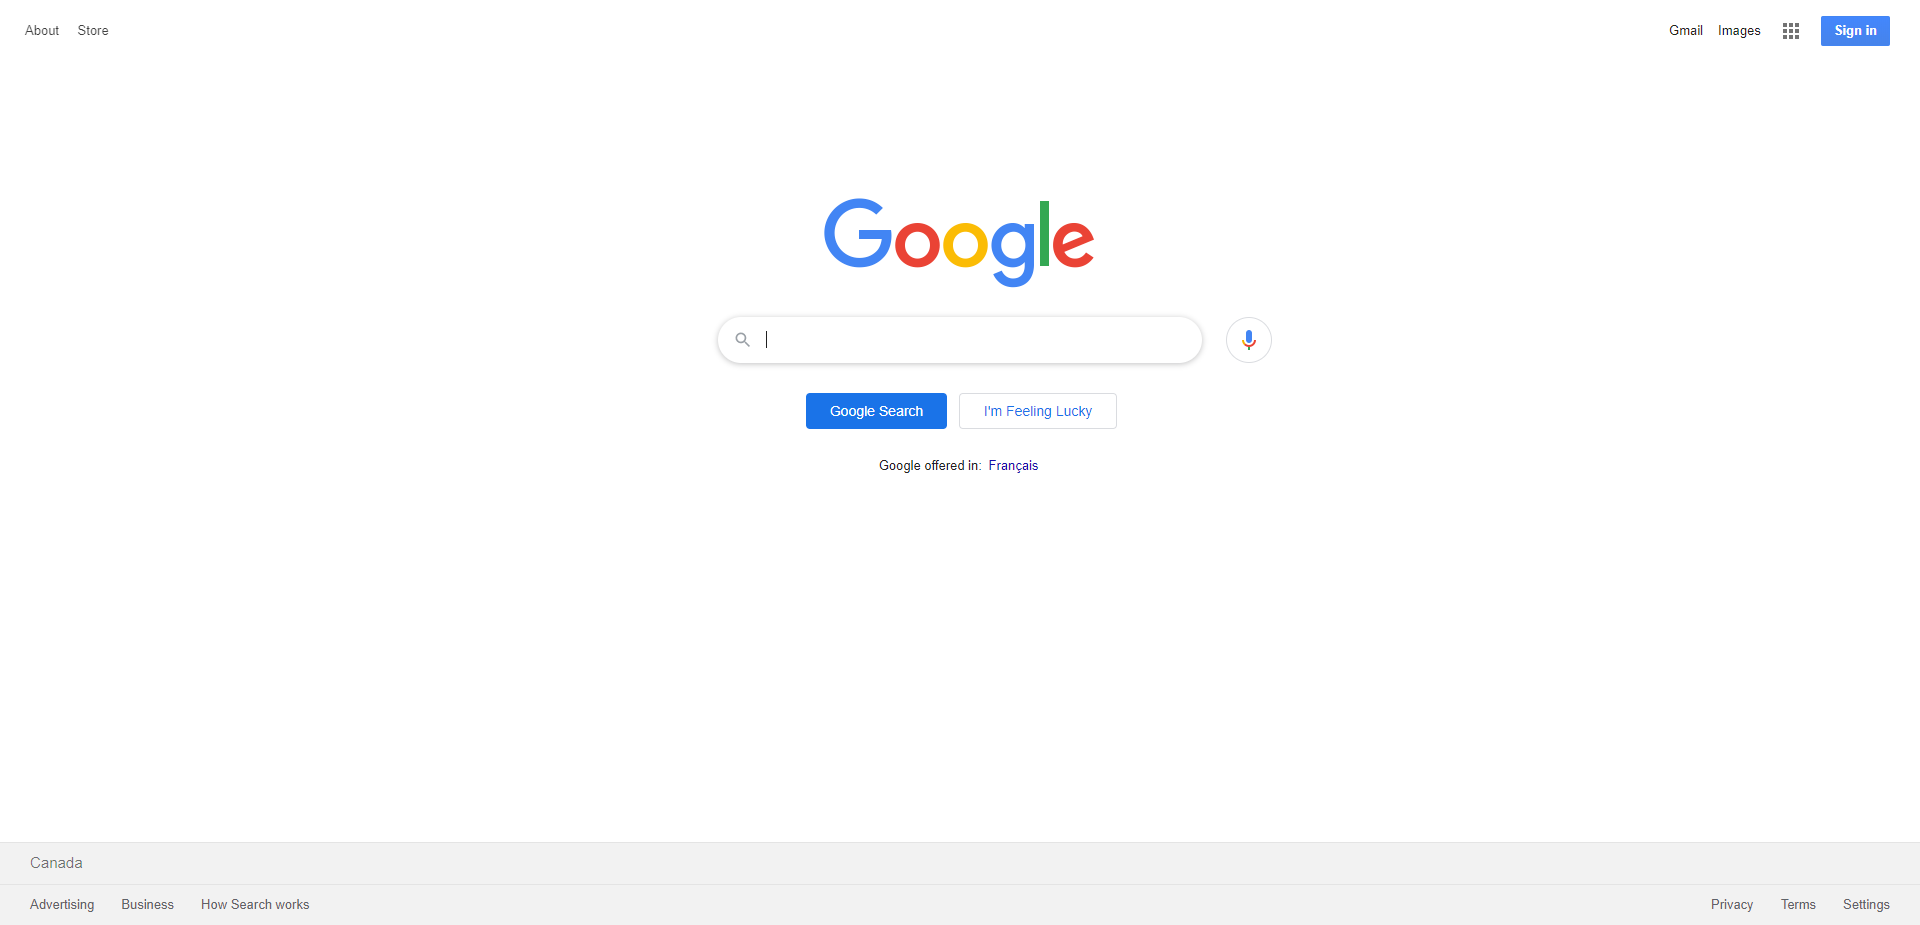 About Store
Gmail Images Sign in
Google
Google Search I'm Feeling Lucky
Google offered in: Français
Canada
Advertising Business How Search works
Privacy Terms Settings